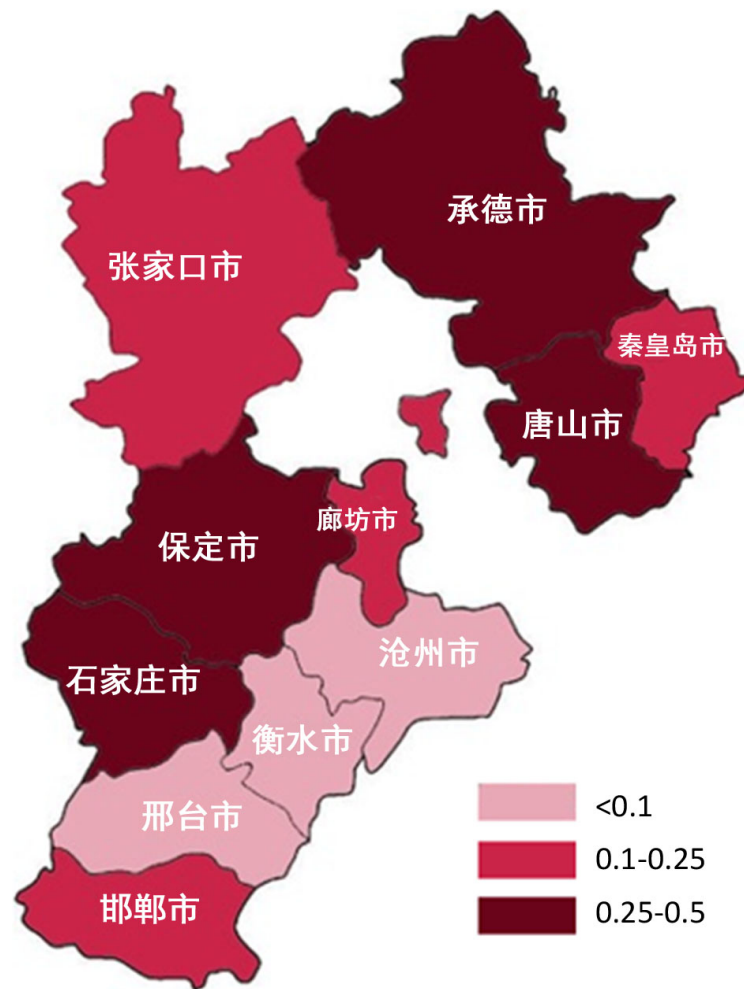 承德市
张家口市
秦皇岛市
唐山市
廊坊市
保定市
沧州市
石家庄市
衡水市
邢台市
邯郸市
<0.1
0.1-0.25
0.25-0.5